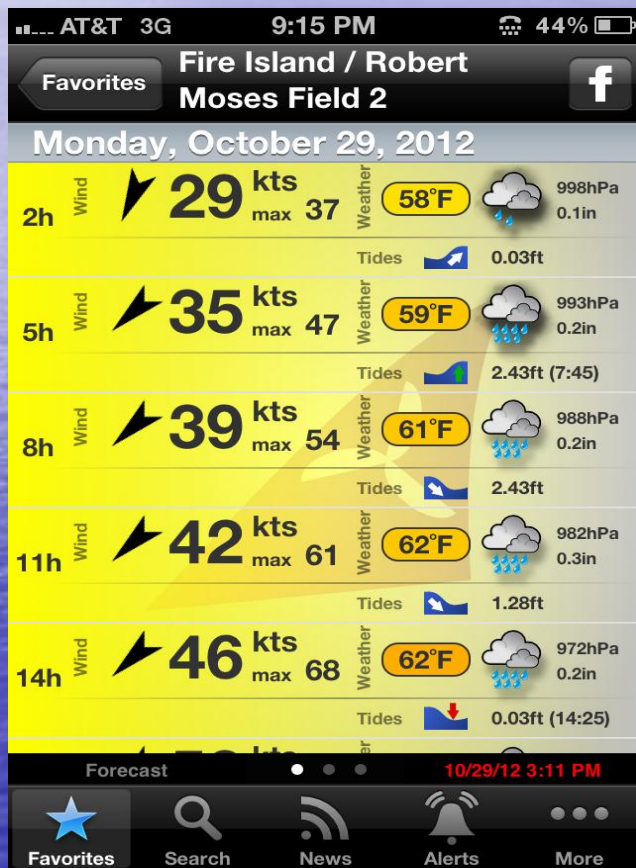 AT&T 3G 9:15 PM 44%
Favorites
Fire Island / Robert
Moses Field 2
f
Monday, October 29, 2012
2h Wind 29 kts max 37 Weather 58°F 998hPa 0.1in
Tides 0.03ft
5h Wind 35 kts max 47 Weather 59°F 993hPa 0.2in
Tides 2.43ft (7:45)
8h Wind 39 kts max 54 Weather 61°F 988hPa 0.2in
Tides 2.43ft
11h Wind 42 kts max 61 Weather 62°F 982hPa 0.3in
Tides 1.28ft
14h Wind 46 kts max 68 Weather 62°F 972hPa 0.2in
Tides 0.03ft (14:25)
kts
Forecast 10/29/12 3:11 PM
Favorites Search News Alerts More